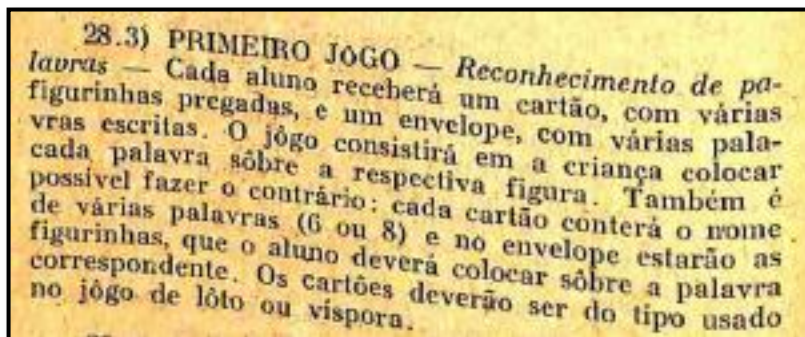 28.3) PRIMEIRO JÔGO — Reconhecimento de pa-
lavras — Cada aluno receberá um cartão, com várias
figurinhas pregadas, e um envelope, com várias pala-
vras escritas. O jôgo consistirá em a criança colocar
cada palavra sôbre a respectiva figura. Também é
possível fazer o contrário: cada cartão conterá o nome
de várias palavras (6 ou 8) e no envelope estarão as
figurinhas, que o aluno deverá colocar sôbre a palavra
correspondente. Os cartões deverão ser do tipo usado
no jôgo de lôto ou víspora.